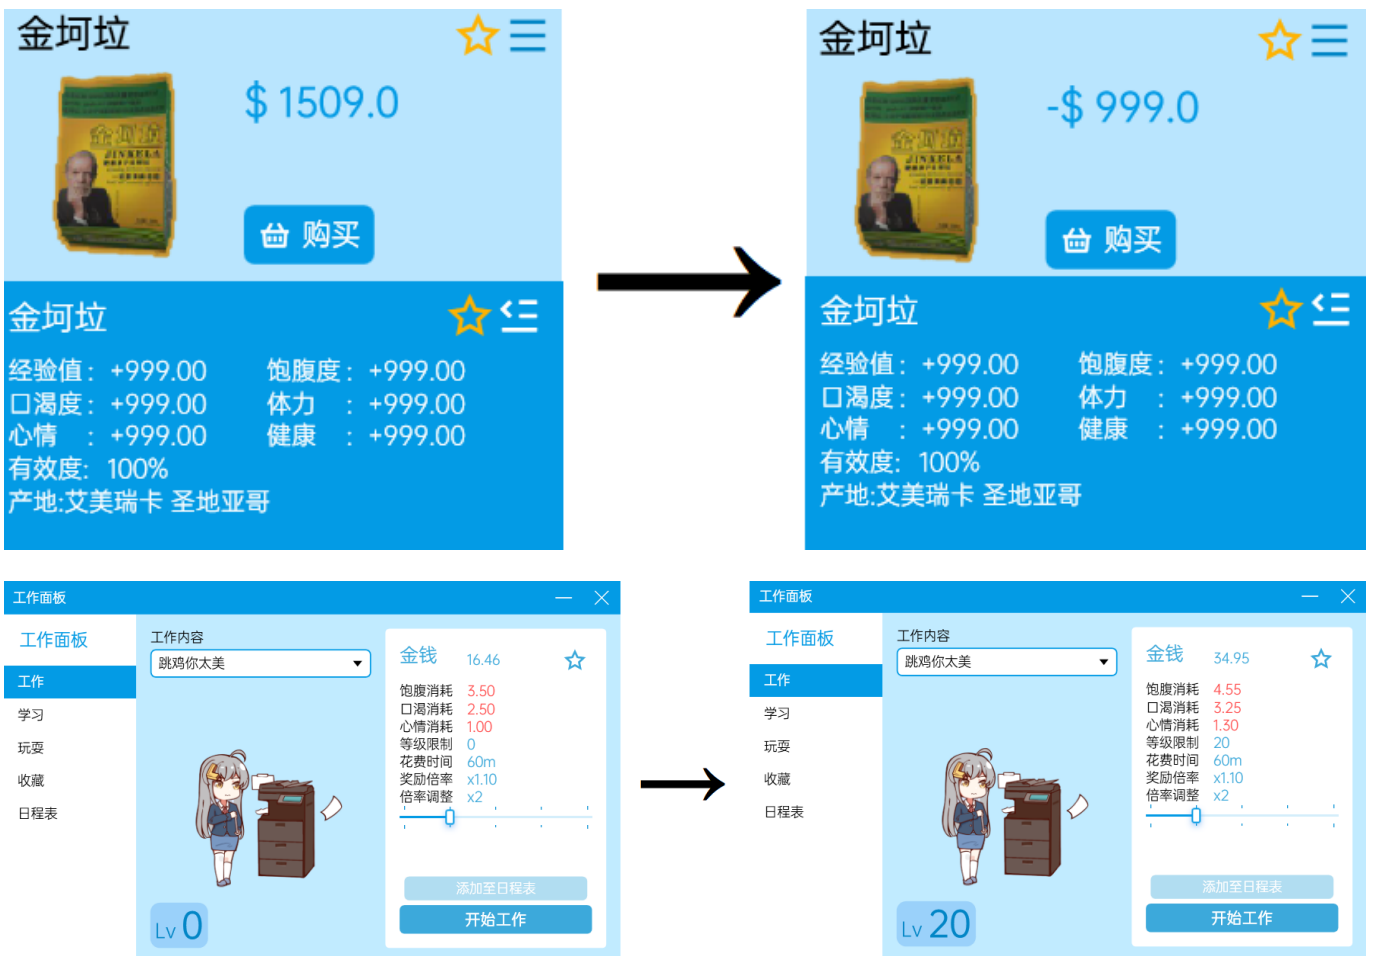 金坷垃
$ 1509.0
金坷垃
JINKELA
购买
金坷垃
经验值: +999.00 饱腹度: +999.00
口渴度: +999.00 体力 : +999.00
心情 : +999.00 健康 : +999.00
有效度: 100%
产地:艾美瑞卡 圣地亚哥
金坷垃
-$ 999.0
金坷垃
JINKELA
购买
金坷垃
经验值: +999.00 饱腹度: +999.00
口渴度: +999.00 体力 : +999.00
心情 : +999.00 健康 : +999.00
有效度: 100%
产地:艾美瑞卡 圣地亚哥
工作面板
工作面板
工作
学习
玩耍
收藏
日程表
工作内容
跳鸡你太美
Lv 0
金钱 16.46
饱腹消耗 3.50
口渴消耗 2.50
心情消耗 1.00
等级限制 0
花费时间 60m
奖励倍率 x1.10
倍率调整 x2
添加至日程表
开始工作
工作面板
工作面板
工作
学习
玩耍
收藏
日程表
工作内容
跳鸡你太美
Lv 20
金钱 34.95
饱腹消耗 4.55
口渴消耗 3.25
心情消耗 1.30
等级限制 20
花费时间 60m
奖励倍率 x1.10
倍率调整 x2
添加至日程表
开始工作